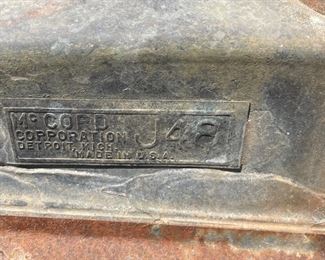 McCORD
CORPORATION
DETROIT, MICH.
MADE IN U.S.A.
J48